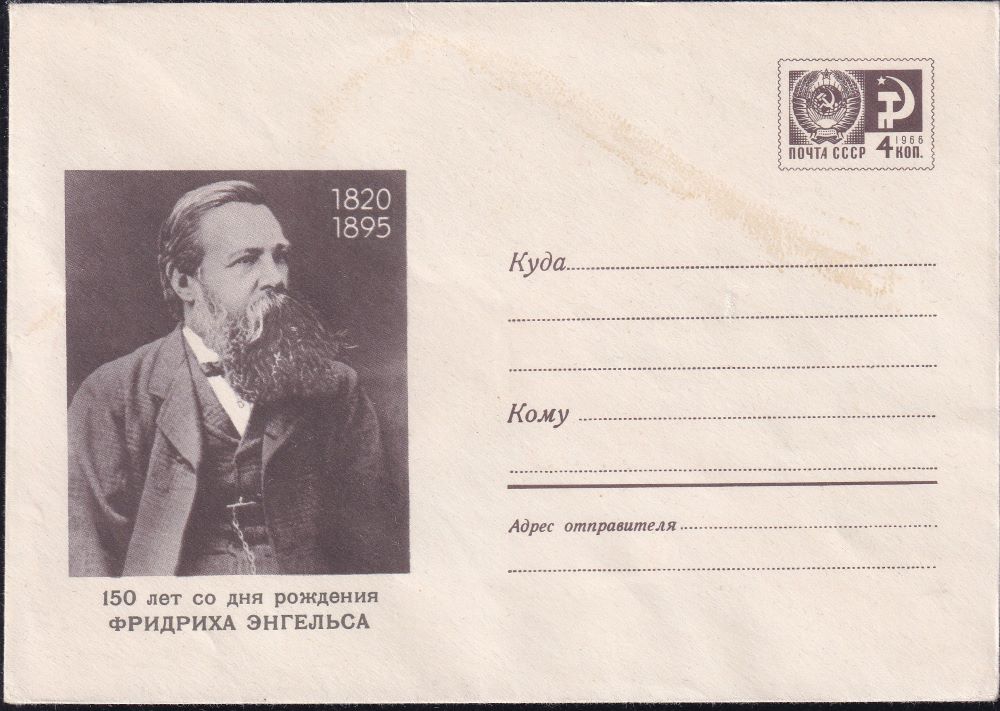 1820
1895
150 лет со дня рождения
ФРИДРИХА ЭНГЕЛЬСА
ПОЧТА СССР
1966
4 КОП.
Куда
Кому
Адрес отправителя